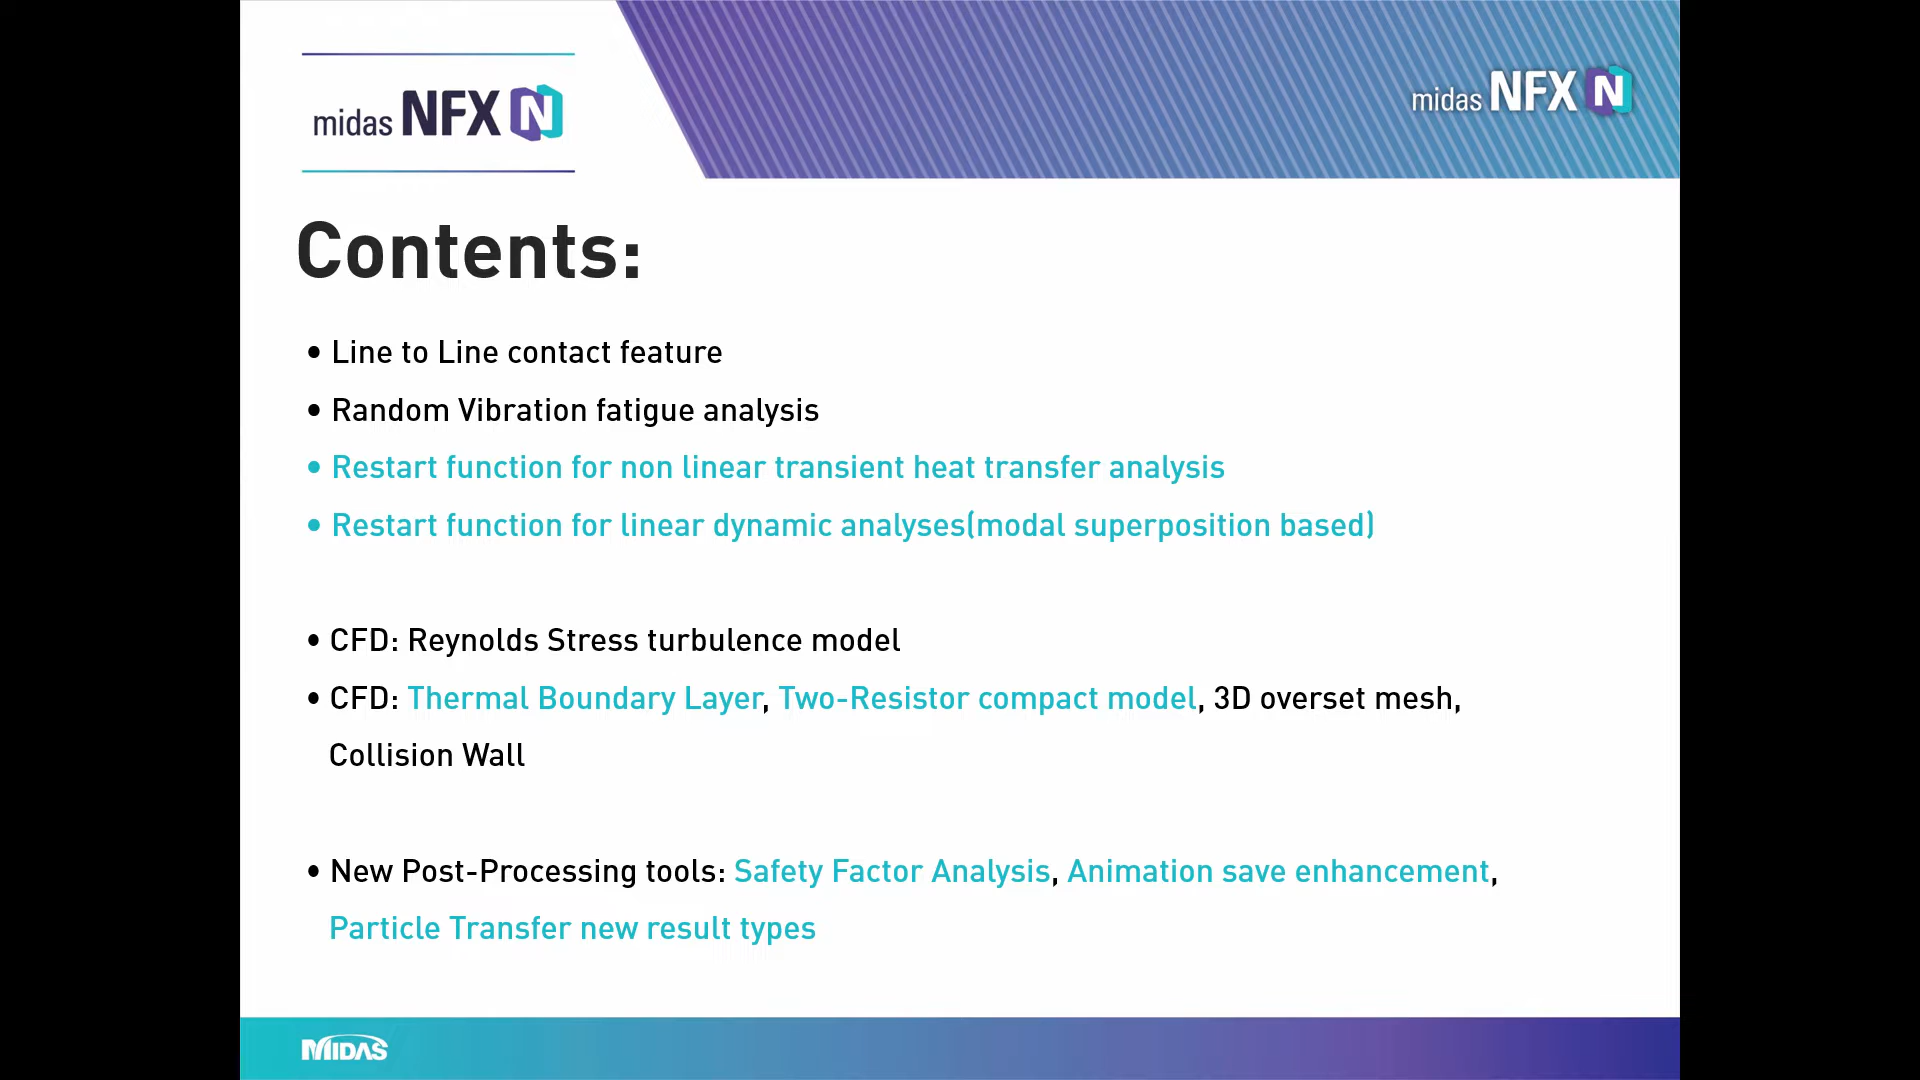 midas NFX N
midas NFX N
Contents:
• Line to Line contact feature
• Random Vibration fatigue analysis
• Restart function for non linear transient heat transfer analysis
• Restart function for linear dynamic analyses(modal superposition based)
• CFD: Reynolds Stress turbulence model
• CFD: Thermal Boundary Layer, Two-Resistor compact model, 3D overset mesh,
Collision Wall
• New Post-Processing tools: Safety Factor Analysis, Animation save enhancement,
Particle Transfer new result types
MIDAS